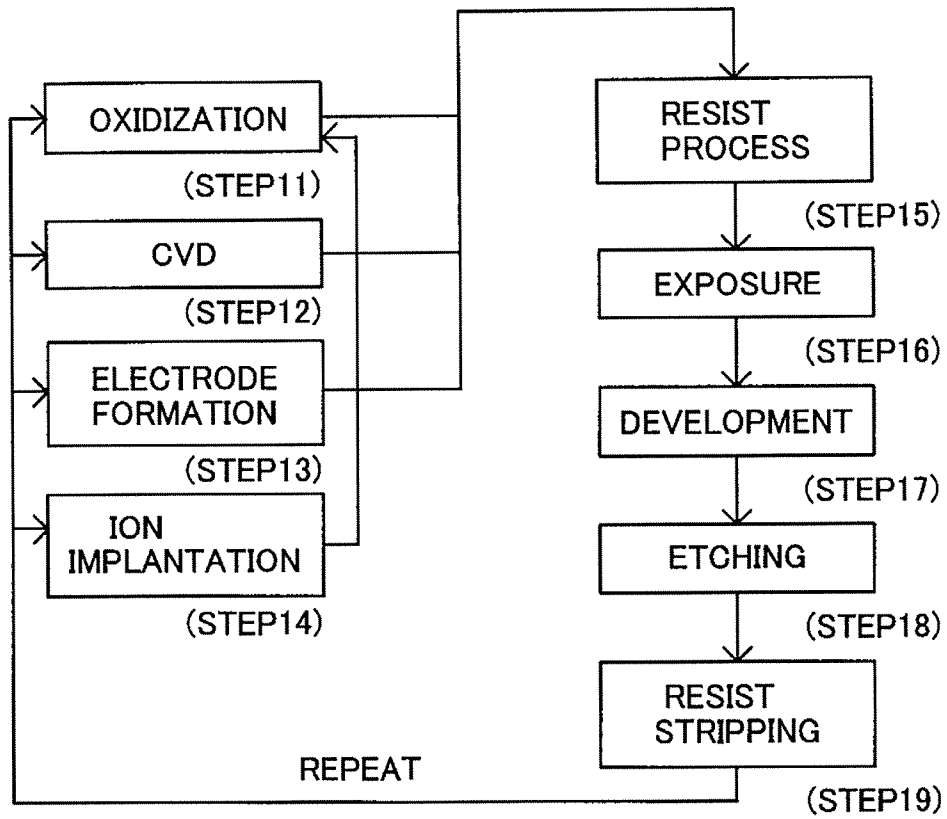 OXIDIZATION
(STEP11)
CVD
(STEP12)
ELECTRODE
FORMATION
(STEP13)
ION
IMPLANTATION
(STEP14)
RESIST
PROCESS
(STEP15)
EXPOSURE
(STEP16)
DEVELOPMENT
(STEP17)
ETCHING
(STEP18)
RESIST
STRIPPING
(STEP19)
REPEAT